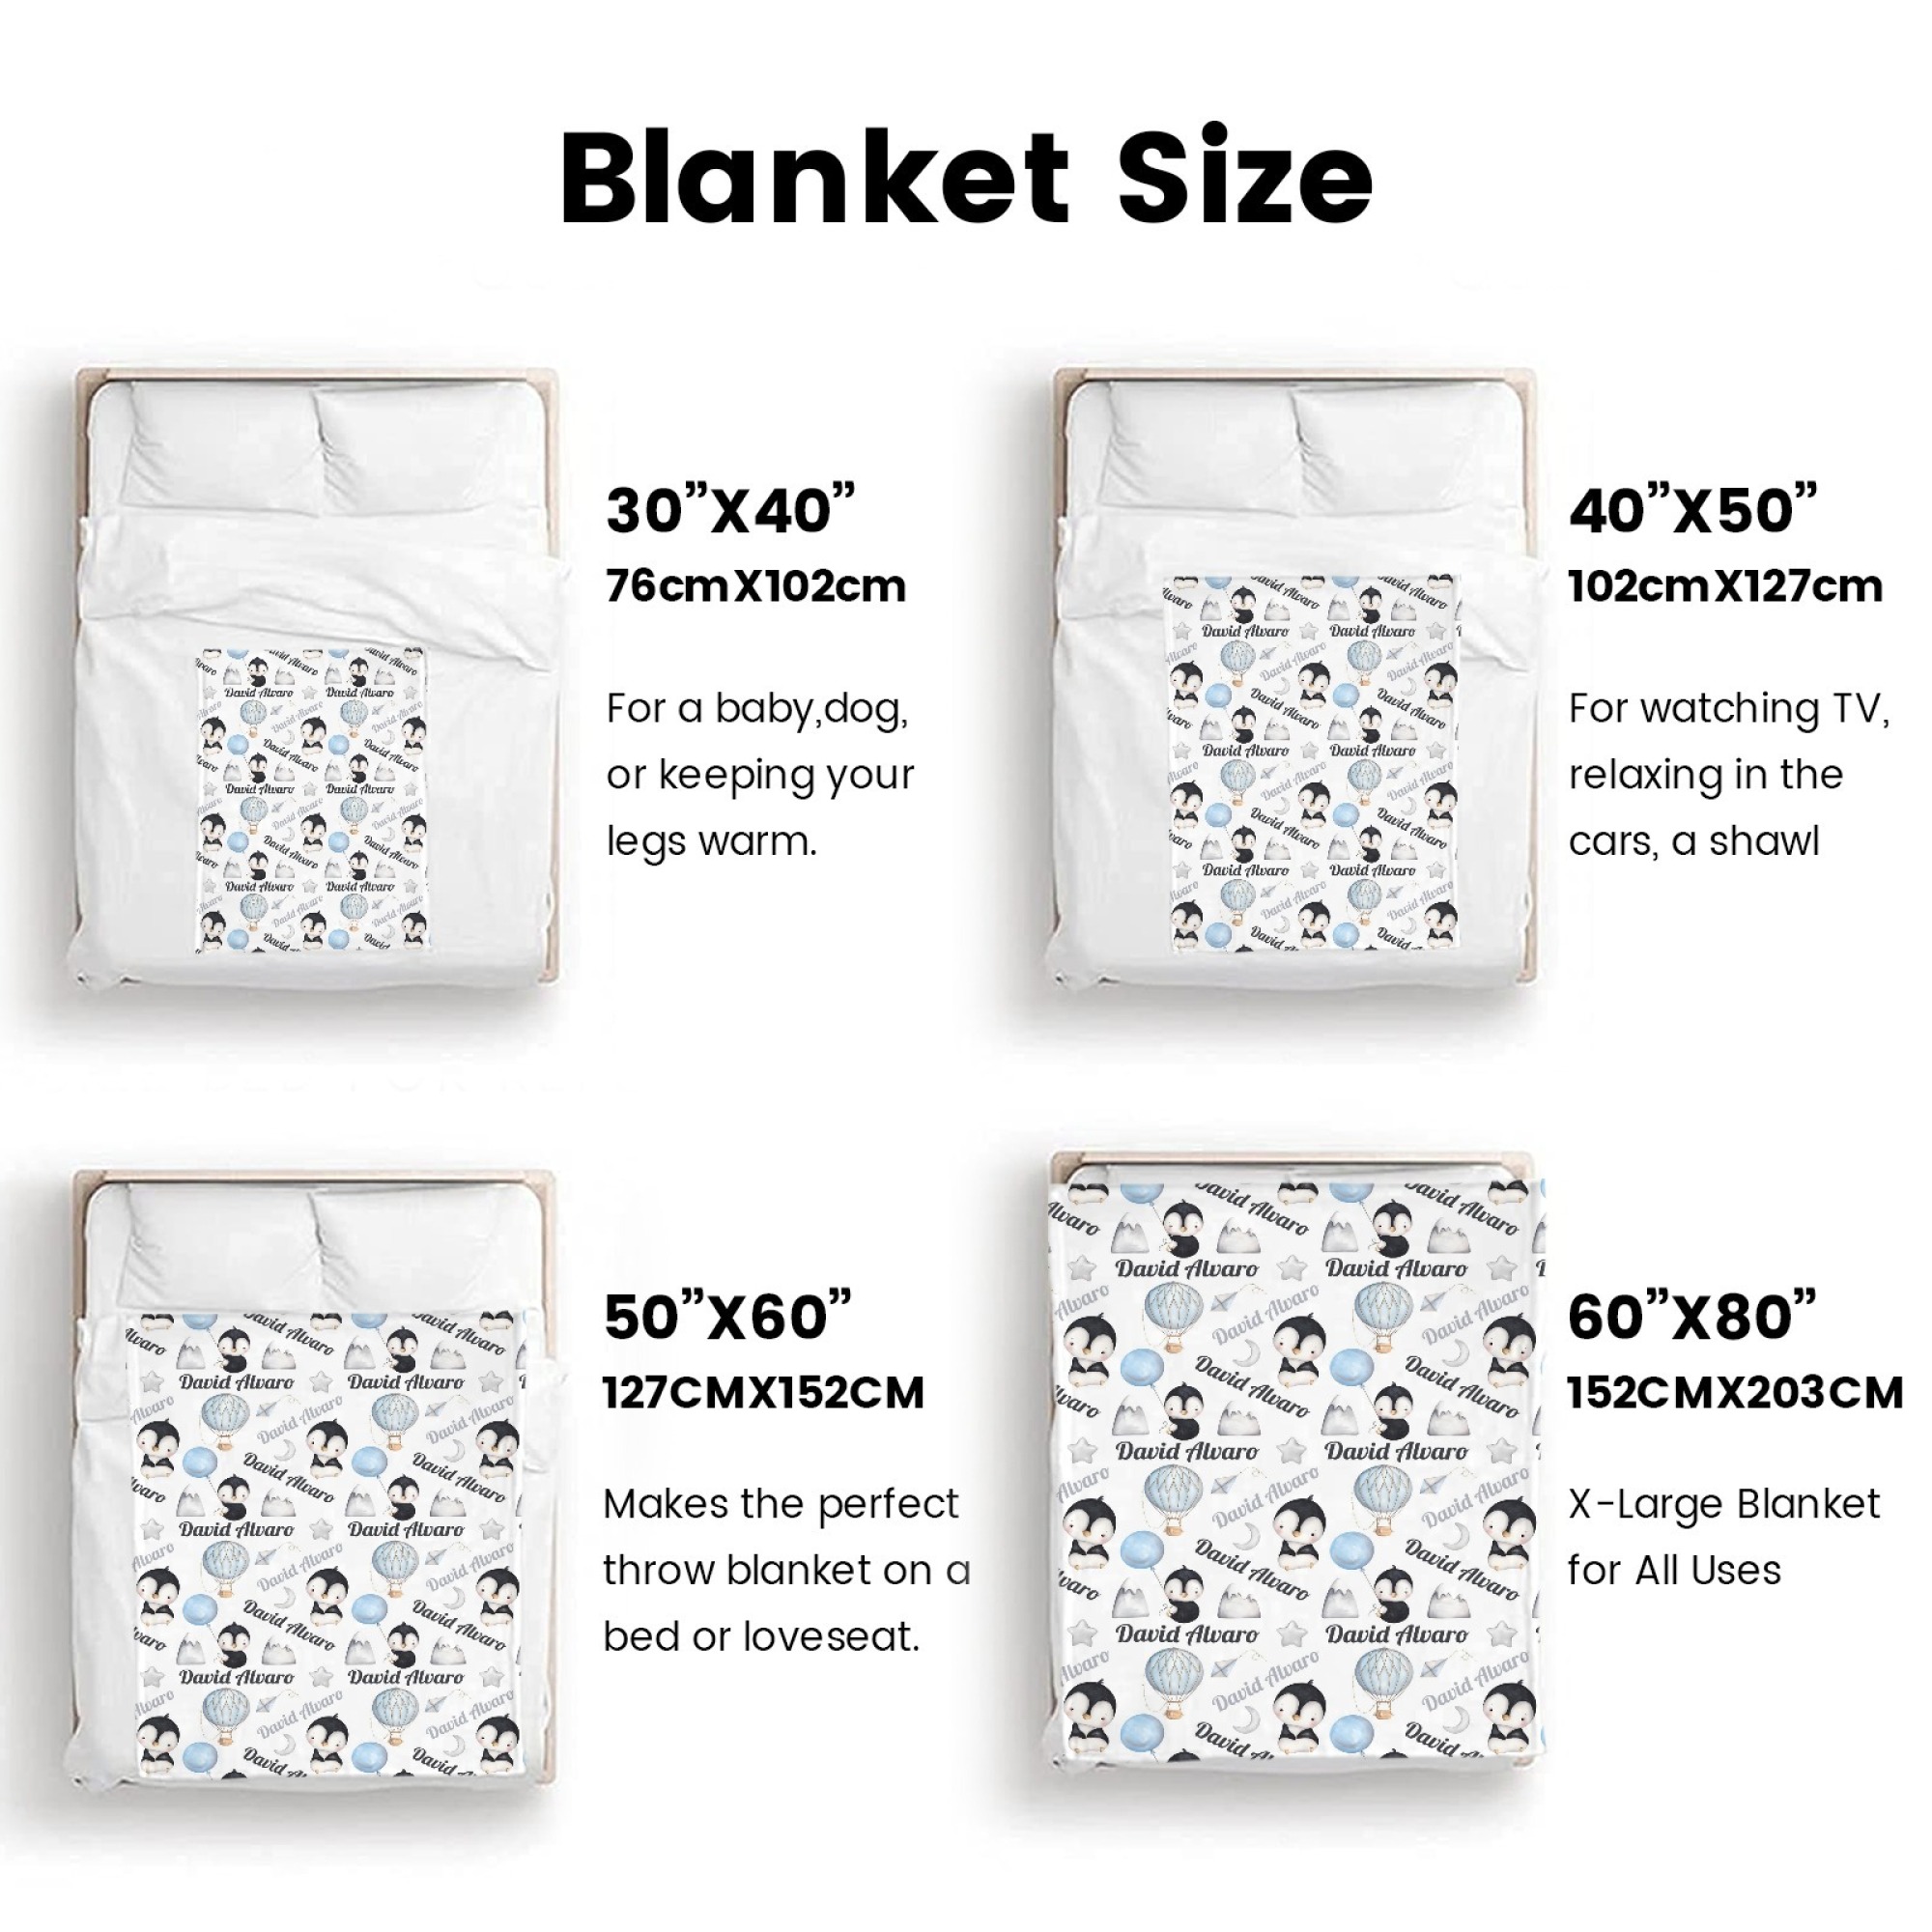 Blanket Size
30”X40”
76cmX102cm
For a baby,dog,
or keeping your
legs warm.
40”X50”
102cmX127cm
For watching TV,
relaxing in the
cars, a shawl
50”X60”
127CMX152CM
Makes the perfect
throw blanket on a
bed or loveseat.
60”X80”
152CMX203CM
X-Large Blanket
for All Uses
David Alvaro